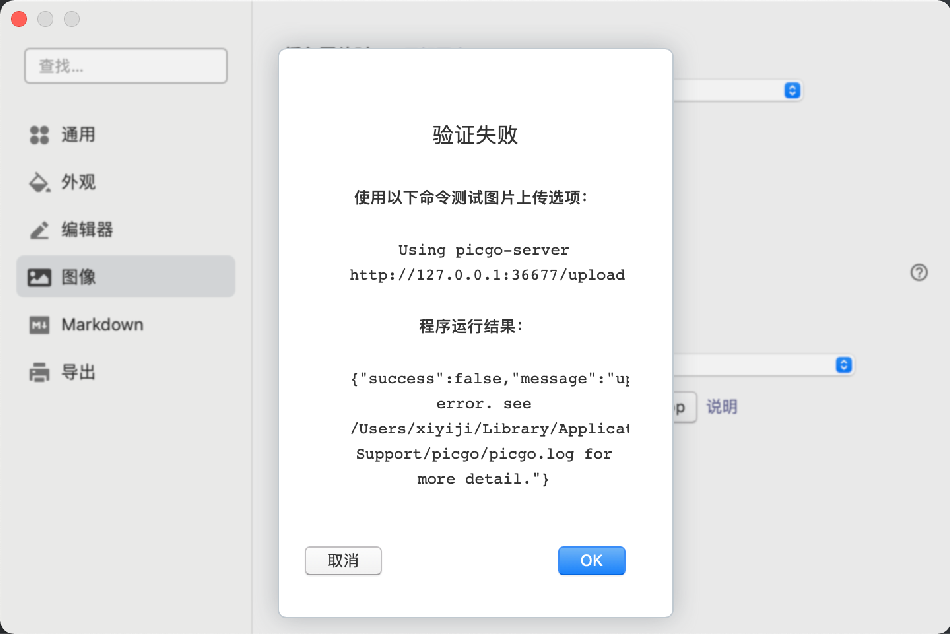 查找...
通用
外观
编辑器
图像
Markdown
导出
验证失败
使用以下命令测试图片上传选项:
Using picgo-server
http://127.0.0.1:36677/upload
程序运行结果:
{"success":false,"message":"up
error. see
/Users/xiyiji/Library/Applicat
Support/picgo/picgo.log for
more detail."}
取消
OK
说明